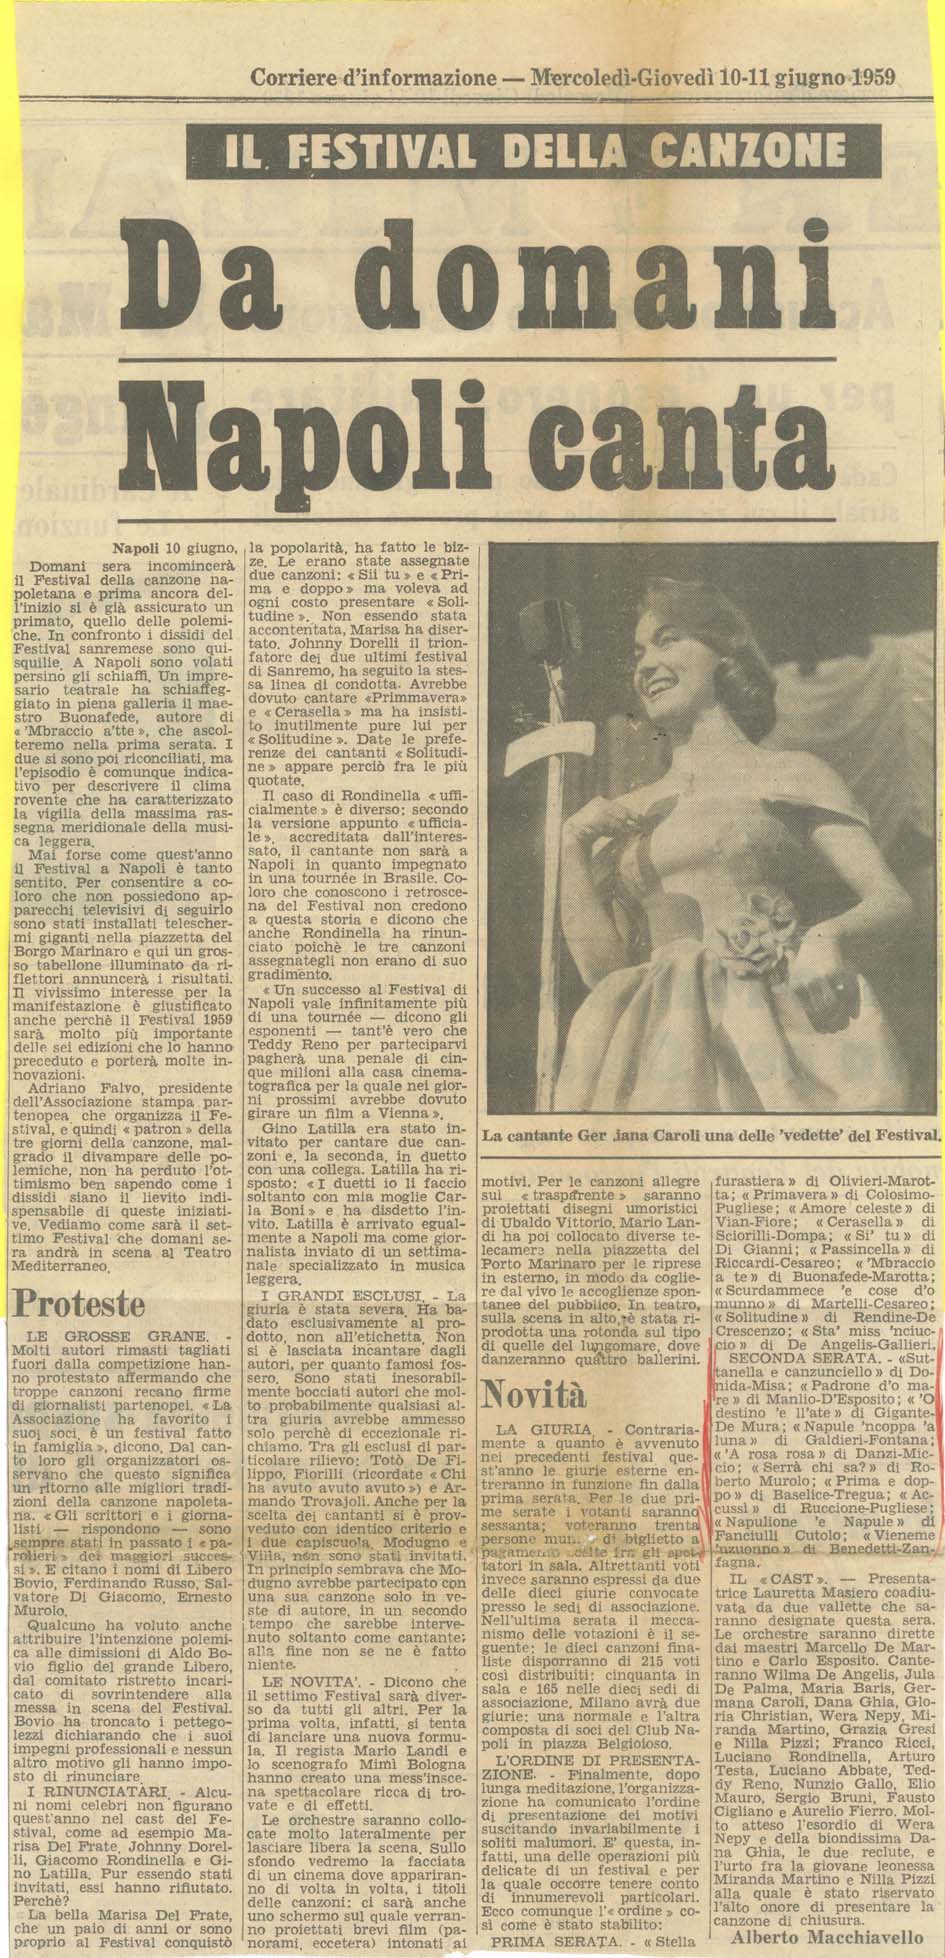 Corriere d'informazione — Mercoledì-Giovedì 10-11 giugno 1959
IL FESTIVAL DELLA CANZONE
Da domani
Napoli canta
Napoli 10 giugno,
Domani sera incomincerà
il Festival della canzone na-
poletana e prima ancora del-
l'inizio si è già assicurato un
primato, quello delle polemi-
che. In confronto i dissidi del
Festival sanremese sono qui-
squilie. A Napoli sono volati
persino gli schiaffi. Un impre-
sario teatrale ha schiaffeg-
giato in piena galleria il mae-
stro Buonafede, autore di
« 'Mbraccio a'tte », che ascol-
teremo nella prima serata. I
due si sono poi riconciliati, ma
l'episodio è comunque indica-
tivo per descrivere il clima
rovente che ha caratterizzato
la vigilia della massima ras-
segna meridionale della musi-
ca leggera.
Mai forse come quest'anno
il Festival a Napoli è tanto
sentito. Per consentire a co-
loro che non possiedono ap-
parecchi televisivi di seguirlo
sono stati installati telescher-
mi giganti nella piazzetta del
Borgo Marinaro e qui un gros-
so tabellone illuminato da ri-
flettori annuncerà i risultati.
Il vivissimo interesse per la
manifestazione è giustificato
anche perchè il Festival 1959
sarà molto più importante
delle sei edizioni che lo hanno
preceduto e porterà molte in-
novazioni.
Adriano Falvo, presidente
dell'Associazione stampa par-
tenopea che organizza il Fe-
stival, e quindi « patron » della
tre giorni della canzone, mal-
grado il divampare delle po-
lemiche, non ha perduto l'ot-
timismo ben sapendo come i
dissidi siano il lievito indi-
spensabile di queste iniziati-
ve. Vediamo come sarà il set-
timo Festival che domani se-
ra andrà in scena al Teatro
Mediterraneo.
Proteste
LE GROSSE GRANE. -
Molti autori rimasti tagliati
fuori dalla competizione han-
no protestato affermando che
troppe canzoni recano firme
di giornalisti partenopei. « La
Associazione ha favorito i
suoi soci, è un festival fatto
in famiglia », dicono. Dal can-
to loro gli organizzatori os-
servano che questo significa
un ritorno alle migliori tradi-
zioni della canzone napoleta-
na. « Gli scrittori e i giorna-
listi — rispondono — sono
sempre stati in passato i « pa-
rolieri » dei maggiori succes-
si ». E citano i nomi di Libero
Bovio, Ferdinando Russo, Sal-
vatore Di Giacomo, Ernesto
Murolo.
Qualcuno ha voluto anche
attribuire l'intenzione polemi-
ca alle dimissioni di Aldo Bo-
vio figlio del grande Libero,
dal comitato ristretto incari-
cato di sovrintendere alla
messa in scena del Festival.
Bovio ha troncato i pettego-
lezzi dichiarando che i suoi
impegni professionali e nessun
altro motivo gli hanno impo-
sto di rinunciare.
I RINUNCIATARI. - Alcu-
ni nomi celebri non figurano
quest'anno nel cast del Fe-
stival, come ad esempio Ma-
risa Del Frate, Johnny Dorel-
li, Giacomo Rondinella e Gi-
no Latilla. Pur essendo stati
invitati, essi hanno rifiutato.
Perchè?
La bella Marisa Del Frate,
che un paio di anni or sono
proprio al Festival conquistò
la popolarità, ha fatto le biz-
ze. Le erano state assegnate
due canzoni: « Sii tu » e « Pri-
ma e doppo » ma voleva ad
ogni costo presentare « Soli-
tudine ». Non essendo stata
accontentata, Marisa ha diser-
tato. Johnny Dorelli il trion-
fatore dei due ultimi festival
di Sanremo, ha seguito la stes-
sa linea di condotta. Avrebbe
dovuto cantare «Primmavera»
e « Cerasella » ma ha insisti-
to inutilmente pure lui per
« Solitudine ». Date le prefe-
renze dei cantanti « Solitudi-
ne » appare perciò fra le più
quotate.
Il caso di Rondinella « uffi-
cialmente » è diverso: secondo
la versione appunto « ufficia-
le », accreditata dall'interes-
sato, il cantante non sarà a
Napoli in quanto impegnato
in una tournée in Brasile. Co-
loro che conoscono i retrosce-
na del Festival non credono
a questa storia e dicono che
anche Rondinella ha rinun-
ciato poichè le tre canzoni
assegnategli non erano di suo
gradimento.
« Un successo al Festival di
Napoli vale infinitamente più
di una tournée — dicono gli
esponenti — tant'è vero che
Teddy Reno per parteciparvi
pagherà una penale di cin-
que milioni alla casa cinema-
tografica per la quale nei gior-
ni prossimi avrebbe dovuto
girare un film a Vienna ».
Gino Latilla era stato in-
vitato per cantare due can-
zoni e, la seconda, in duetto
con una collega. Latilla ha ri-
sposto: « I duetti io li faccio
soltanto con mia moglie Car-
la Boni » e ha disdetto l'in-
vito. Latilla è arrivato egual-
mente a Napoli ma come gior-
nalista inviato di un settima-
nale specializzato in musica
leggera.
I GRANDI ESCLUSI. - La
giuria è stata severa. Ha ba-
dato esclusivamente al pro-
dotto, non all'etichetta. Non
si è lasciata incantare dagli
autori, per quanto famosi fos-
sero. Sono stati inesorabil-
mente bocciati autori che mol-
to probabilmente qualsiasi al-
tra giuria avrebbe ammesso
solo perchè di eccezionale ri-
chiamo. Tra gli esclusi di par-
ticolare rilievo: Totò De Fi-
lippo, Fiorilli (ricordate « Chi
ha avuto avuto avuto ») e Ar-
mando Trovajoli. Anche per la
scelta dei cantanti si è prov-
veduto con identico criterio e
i due capiscuola, Modugno e
Villa, non sono stati invitati.
In principio sembrava che Mo-
dugno avrebbe partecipato con
una sua canzone solo in ve-
ste di autore, in un secondo
tempo che sarebbe interve-
nuto soltanto come cantante;
alla fine non se ne è fatto
niente.
LE NOVITA'. - Dicono che
il settimo Festival sarà diver-
so da tutti gli altri. Per la
prima volta, infatti, si tenta
di lanciare una nuova formu-
la. Il regista Mario Landi e
lo scenografo Mimì Bologna
hanno creato una mess'insce-
na spettacolare ricca di tro-
vate e di effetti.
Le orchestre saranno collo-
cate molto lateralmente per
lasciare libera la scena. Sullo
sfondo vedremo la facciata
di un cinema dove appariran-
no di volta in volta, i titoli
delle canzoni: ci sarà anche
uno schermo sul quale verran-
no proiettati brevi film (pa-
norami, eccetera) intonati ai
La cantante Ger iana Caroli una delle 'vedette' del Festival.
motivi. Per le canzoni allegre
sul « trasparente » saranno
proiettati disegni umoristici
di Ubaldo Vittorio. Mario Lan-
di ha poi collocato diverse te-
lecamere nella piazzetta del
Porto Marinaro per le riprese
in esterno, in modo da coglie-
re dal vivo le accoglienze spon-
tanee del pubblico. In teatro,
sulla scena in alto, è stata ri-
prodotta una rotonda sul tipo
di quelle del lungomare, dove
danzeranno quattro ballerini.
Novità
LA GIURIA. - Contraria-
mente a quanto è avvenuto
nei precedenti festival que-
st'anno le giurie esterne en-
treranno in funzione fin dalla
prima serata. Per le due pri-
me serate i votanti saranno
sessanta; voteranno trenta
persone di biglietto a
pagamento scelte fra gli spet-
tatori in sala. Altrettanti voti
invece saranno espressi da due
delle dieci giurie convocate
presso le sedi di associazione.
Nell'ultima serata il mecca-
nismo delle votazioni è il se-
guente: le dieci canzoni fina-
liste disporranno di 215 voti
così distribuiti: cinquanta in
sala e 165 nelle dieci sedi di
associazione. Milano avrà due
giurie: una normale e l'altra
composta di soci del Club Na-
poli in piazza Belgioioso.
L'ORDINE DI PRESENTA-
ZIONE. - Finalmente, dopo
lunga meditazione, l'organizza-
zione ha comunicato l'ordine
di presentazione dei motivi
suscitando invariabilmente i
soliti malumori. E' questa, in-
fatti, una delle operazioni più
delicate di un festival e per
la quale occorre tenere conto
di innumerevoli particolari.
Ecco comunque l'« ordine » co-
sì come è stato stabilito:
PRIMA SERATA. - « Stella
furastiera » di Olivieri-Marot-
ta; « Primavera » di Colosimo-
Pugliese; « Amore celeste » di
Vian-Fiore; « Cerasella » di
Sciorilli-Dompa; « Si' tu » di
Di Gianni; « Passincella » di
Riccardi-Cesareo; « 'Mbraccio
a te » di Buonafede-Marotta;
« Scurdammece 'e cose d'o
munno » di Martelli-Cesareo;
« Solitudine » di Rendine-De
Crescenzo; « Sta' miss 'nciuc-
cio » di De Angelis-Gallieri.
SECONDA SERATA. - «Sut-
tanella e canzunciello » di Do-
nida-Misa; « Padrone d'o ma-
re » di Manlio-D'Esposito; « 'O
destino 'e ll'ate » di Gigante-
De Mura; « Napule 'ncoppa 'a
luna » di Galdieri-Fontana;
« 'A rosa rosa » di Danzi-Mic-
cio; « Serrà chi sa? » di Ro-
berto Murolo; « Prima e dop-
po » di Baselice-Tregua; « Ac-
cussì » di Ruccione-Pugliese;
« Napulione 'e Napule » di
Fanciulli Cutolo; « Vieneme
'nzuonno » di Benedetti-Zan-
fagna.
IL « CAST ». — Presenta-
trice Lauretta Masiero coadiu-
vata da due vallette che sa-
ranno designate questa sera.
Le orchestre saranno dirette
dai maestri Marcello De Mar-
tino e Carlo Esposito. Cante-
ranno Wilma De Angelis, Jula
De Palma, Maria Baris, Ger-
mana Caroli, Dana Ghia, Glo-
ria Christian, Wera Nepy, Mi-
randa Martino, Grazia Gresi
e Nilla Pizzi; Franco Ricci,
Luciano Rondinella, Arturo
Testa, Luciano Abbate, Ted-
dy Reno, Nunzio Gallo, Elio
Mauro, Sergio Bruni, Fausto
Cigliano e Aurelio Fierro. Mol-
to atteso l'esordio di Wera
Nepy e della biondissima Da-
na Ghia, le due reclute, e
l'urto fra la giovane leonessa
Miranda Martino e Nilla Pizzi
alla quale è stato riservato
l'alto onore di presentare la
canzone di chiusura.
Alberto Macchiavello